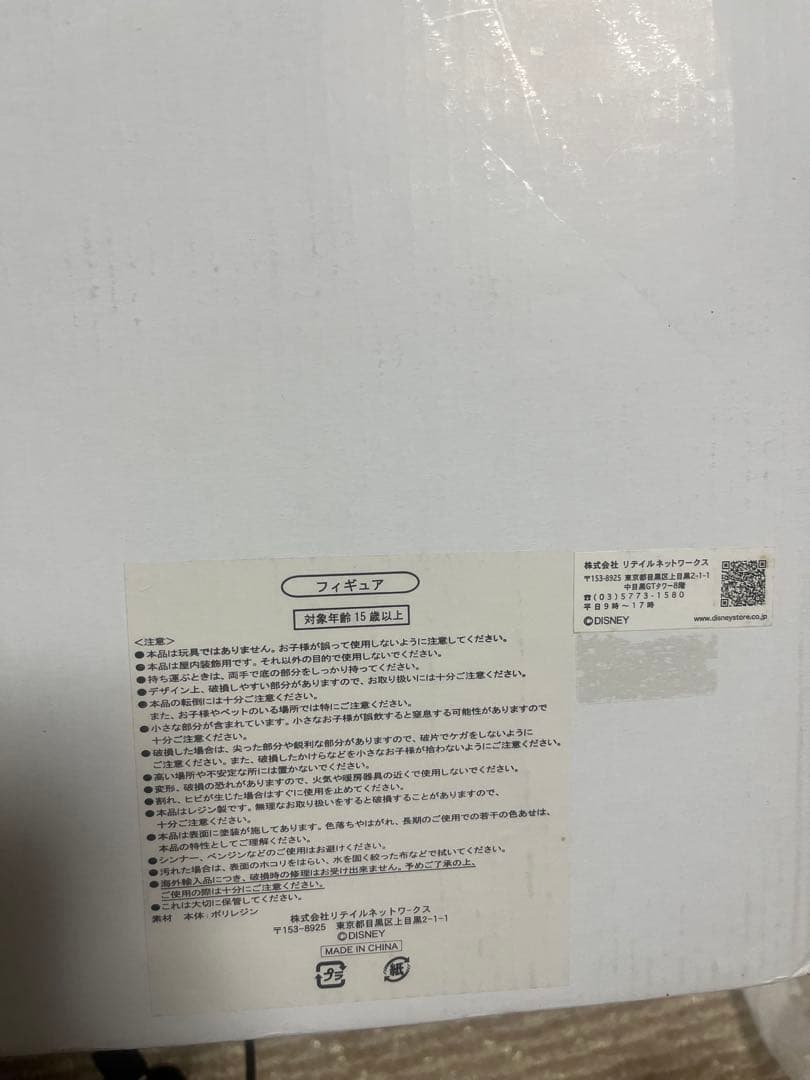 株式会社 リテイルネットワークス
〒153-8925 東京都目黒区上目黒2-1-1
中目黒GTタワー8階
☎(03)5773-1580
平日9時～17時
©DISNEY
www.disneystore.co.jp
フィギュア
対象年齢15歳以上
<注意>
●本品は玩具ではありません。お子様が誤って使用しないように注意してください。
●本品は屋内装飾用です。それ以外の目的で使用しないでください。
●持ち運ぶときは、両手で底の部分をしっかり持ってください。
●デザイン上、破損しやすい部分がありますので、お取り扱いには十分ご注意ください。
●本品の転倒には十分ご注意ください。
また、お子様やペットのいる場所では特にご注意ください。
●小さな部分が含まれています。小さなお子様が誤飲すると窒息する可能性がありますので
十分ご注意ください。
●破損した場合は、尖った部分や鋭利な部分がありますので、破片でケガをしないように
ご注意ください。また、破損したかけらなどを小さなお子様が拾わないようにご注意ください。
●高い場所や不安定な所には置かないでください。
●変形、破損の恐れがありますので、火気や暖房器具の近くで使用しないでください。
●割れ、ヒビが生じた場合はすぐに使用を止めてください。
●本品はレジン製です。無理なお取り扱いをすると破損することがありますので、
十分ご注意ください。
●本品は表面に塗装が施してあります。色落ちやはがれ、長期のご使用での若干の色あせは、
本品の特性としてご理解ください。
●シンナー、ベンジンなどのご使用はお避けください。
●汚れた場合は、表面のホコリをはらい、水を固く絞った布などで拭いてください。
●海外輸入品につき、破損時の修理はお受け出来ません。予めご了承の上、
ご使用の際は十分にご注意ください。
●これは大切に保管してください。
素材 本体:ポリレジン
株式会社リテイルネットワークス
〒153-8925 東京都目黒区上目黒2-1-1
©DISNEY
MADE IN CHINA
プラ 紙